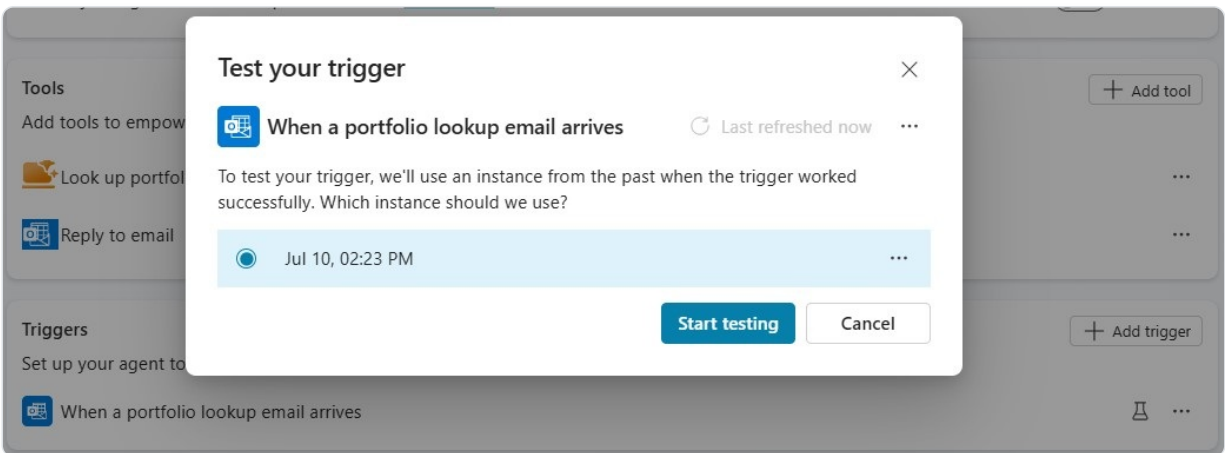 Test your trigger
When a portfolio lookup email arrives
Last refreshed now
To test your trigger, we'll use an instance from the past when the trigger worked
successfully. Which instance should we use?
Jul 10, 02:23 PM
Start testing
Cancel
Tools
Add tool
Add tools to empow
Look up portfol
Reply to email
Triggers
Add trigger
Set up your agent to
When a portfolio lookup email arrives